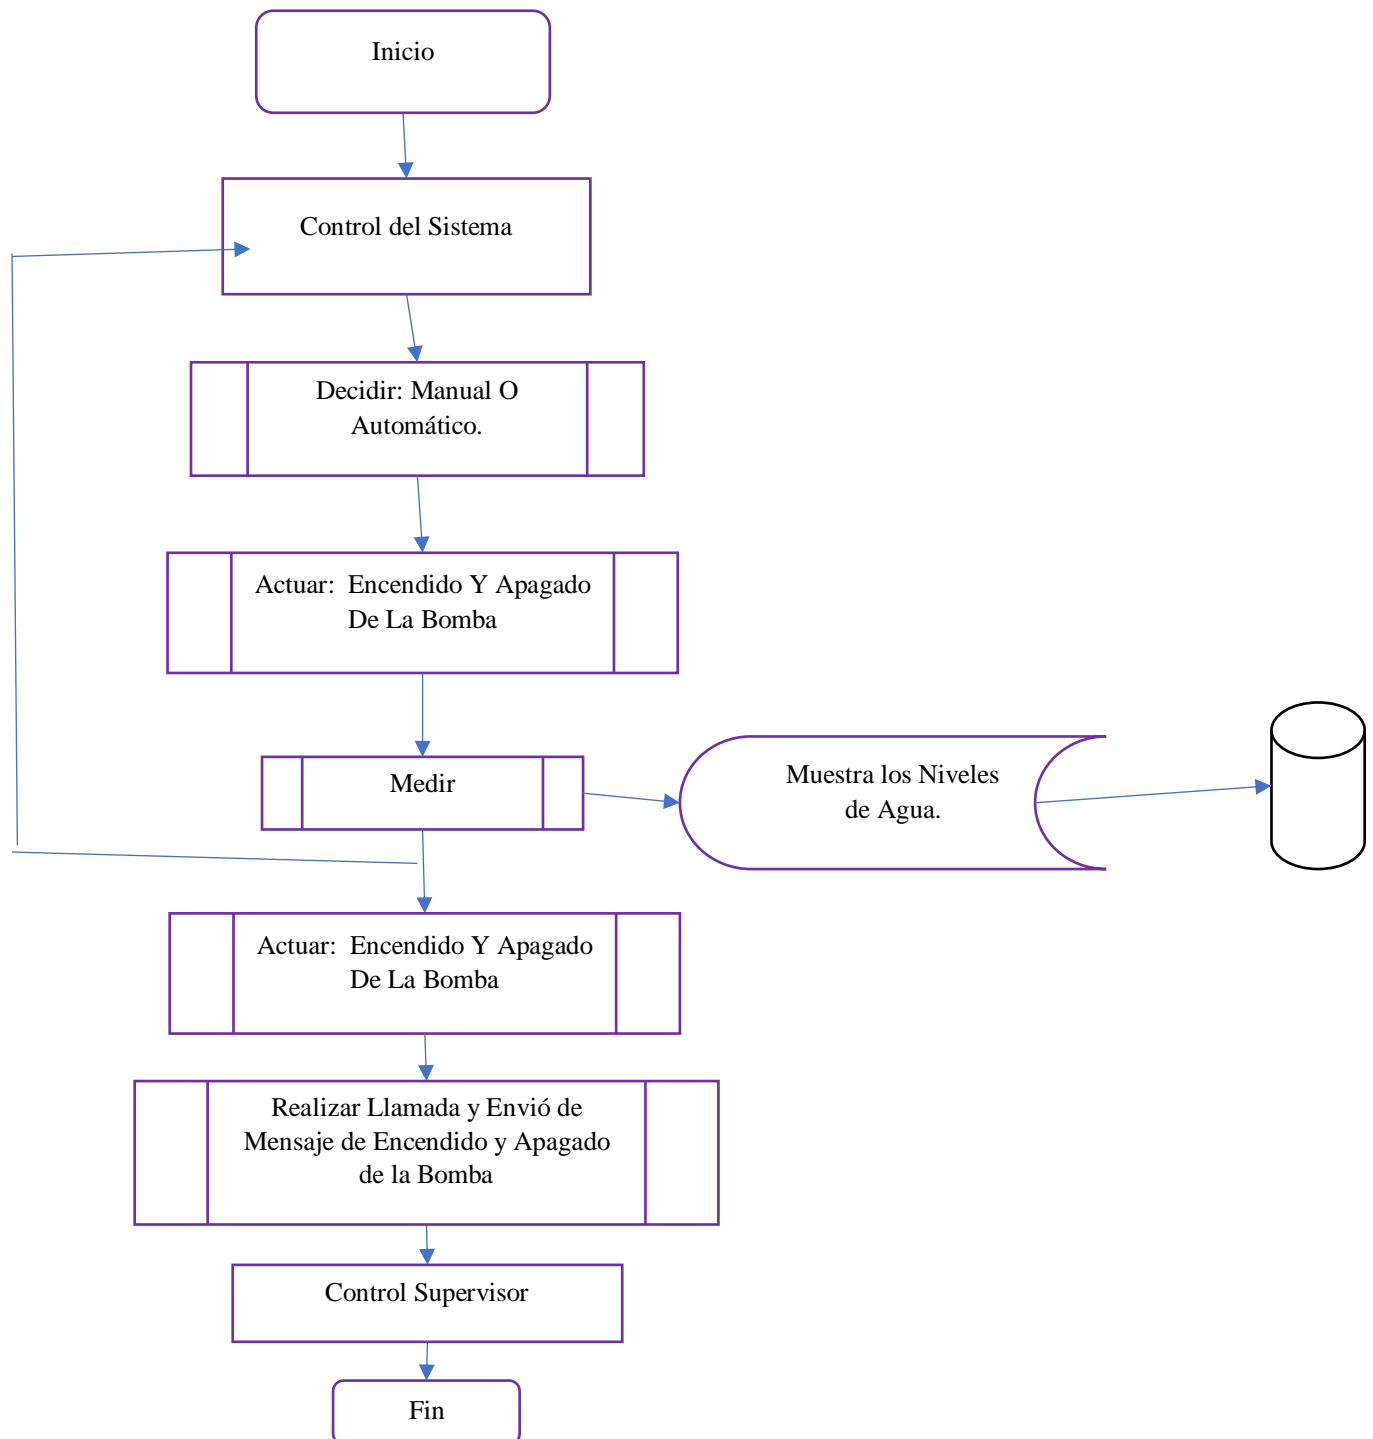 Inicio
Control del Sistema
Decidir: Manual O
Automático.
Actuar: Encendido Y Apagado
De La Bomba
Medir
Muestra los Niveles
de Agua.
Actuar: Encendido Y Apagado
De La Bomba
Realizar Llamada y Envió de
Mensaje de Encendido y Apagado
de la Bomba
Control Supervisor
Fin